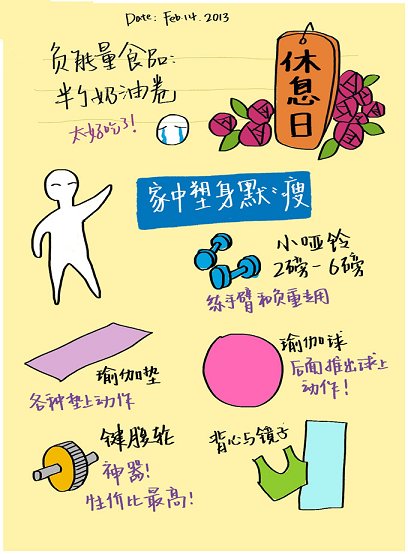 Date: Feb.14.2013
负能量食品:
半个奶油卷
太好吃了!
休息日
家中塑身默默瘦
小哑铃
2磅-6磅
练手臂和负重专用
瑜伽垫
各种垫上动作
瑜伽球
后面推出球上
动作!
健腹轮
神器!
性价比最高!
背心与镜子